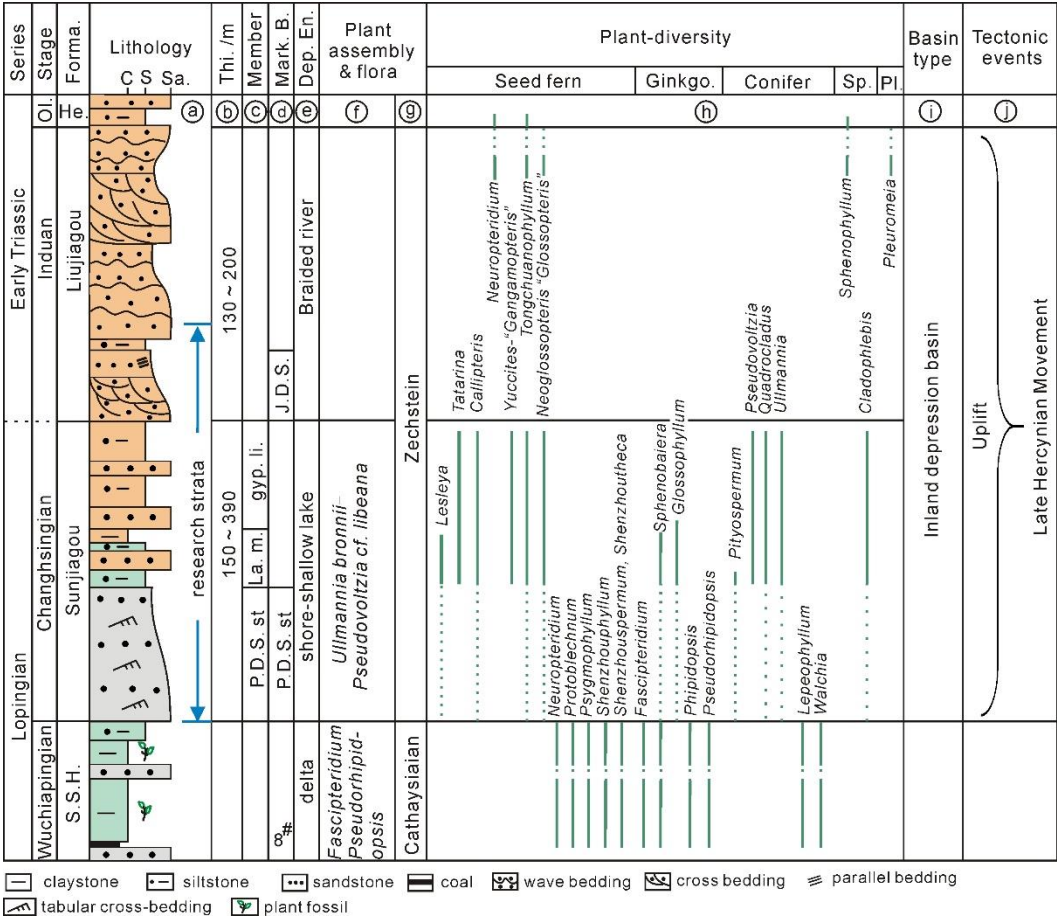 Series
Stage
Forma.
Lithology
C S Sa.
Thi. /m
Member
Mark. B.
Dep. En.
Plant
assembly
& flora
Plant-diversity
Seed fern
Ginkgo.
Conifer
Sp.
Pl.
Basin
type
Tectonic
events
Ol.
He.
ⓐ
ⓑ
ⓒ
ⓓ
ⓔ
ⓕ
ⓖ
ⓗ
ⓘ
ⓙ
Early Triassic
Induan
Liujiagou
130 ~ 200
J.D.S.
Braided river
Neuropteridium
Yuccites-"Gangamopteris"
Tongchuanophyllum
Neoglossopteris "Glossopteris"
Sphenophyllum
Pleuromeia
Tatarina
Callipteris
Pseudovoltzia
Quadrocladus
Ullmannia
Cladophlebis
research strata
Lopingian
Changhsingian
Sunjiagou
150 ~ 390
gyp. li.
La. m.
P.D.S. st
P.D.S. st
shore-shallow lake
Ullmannia bronnii-
Pseudovoltzia cf. libeana
Zechstein
Lesleya
Sphenobaiera
Glossophyllum
Pityospermum
Neuropteridium
Protoblechnum
Psygmophyllum
Shenzhouphyllum
Shenzhouspermum, Shenzhoutheca
Fascipteridium
Phipidopsis
Pseudorhipidopsis
Lepeophyllum
Walchia
Inland depression basin
Uplift
Late Hercynian Movement
Wuchiapingian
S.S.H.
8#
delta
Fascipteridium
Pseudorhipid-
opsis
Cathaysaian
claystone
siltstone
sandstone
coal
wave bedding
cross bedding
parallel bedding
tabular cross-bedding
plant fossil